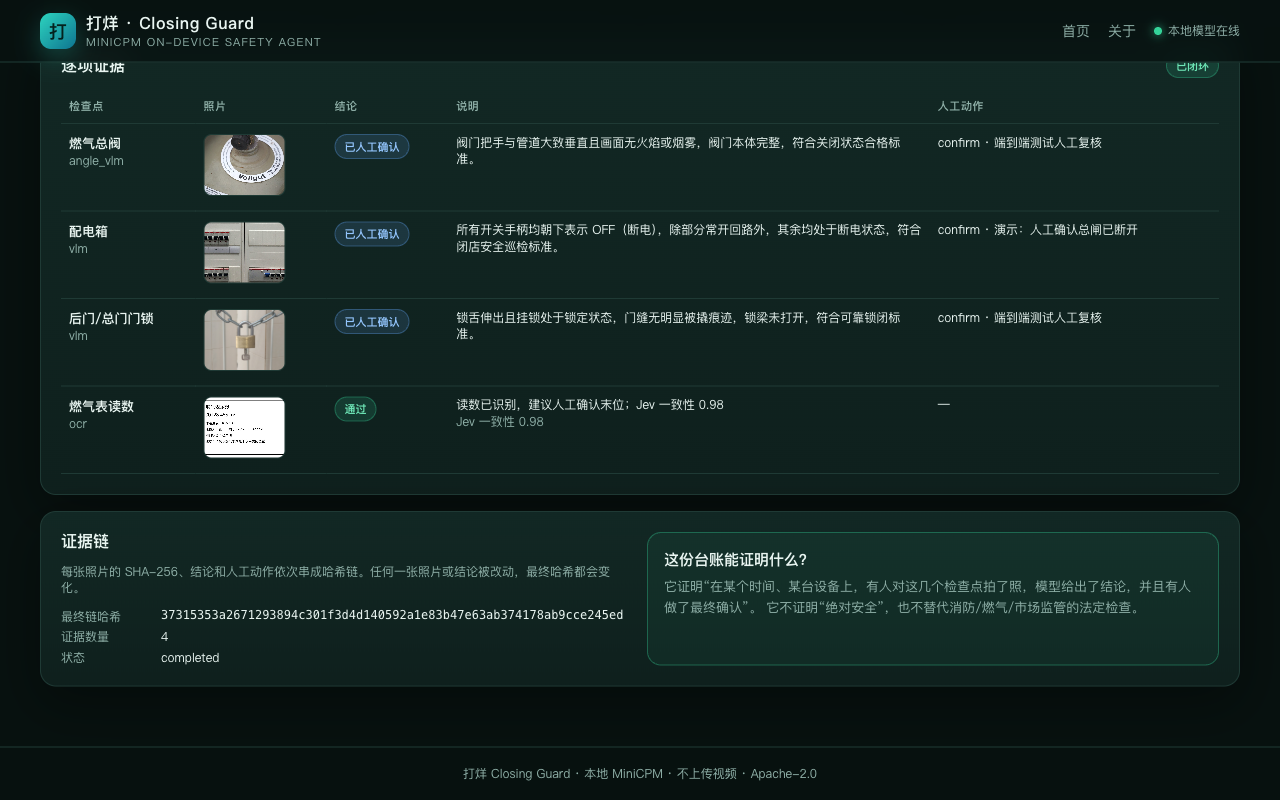 打
打烊 · Closing Guard
MINICPM ON-DEVICE SAFETY AGENT
首页
关于
本地模型在线
逐项证据
已闭环
检查点
照片
结论
说明
人工动作
燃气总阀
angle_vlm
已人工确认
阀门把手与管道大致垂直且画面无火焰或烟雾，阀门本体完整，符合关闭状态合格标
准。
confirm · 端到端测试人工复核
配电箱
vlm
已人工确认
所有开关手柄均朝下表示 OFF（断电），除部分常开回路外，其余均处于断电状态，符合
闭店安全巡检标准。
confirm · 演示：人工确认总闸已断开
后门/总门门锁
vlm
已人工确认
锁舌伸出且挂锁处于锁定状态，门缝无明显被撬痕迹，锁梁未打开，符合可靠锁闭标
准。
confirm · 端到端测试人工复核
燃气表读数
ocr
通过
读数已识别，建议人工确认末位；Jev 一致性 0.98
Jev 一致性 0.98
—
证据链
每张照片的 SHA-256、结论和人工动作依次串成哈希链。任何一张照片或结论被改动，最终哈希都会变
化。
最终链哈希
37315353a2671293894c301f3d4d140592a1e83b47e63ab374178ab9cce245ed
证据数量
4
状态
completed
这份台账能证明什么？
它证明“在某个时间、某台设备上，有人对这几个检查点拍了照，模型给出了结论，并且有人
做了最终确认”。 它不证明“绝对安全”，也不替代消防/燃气/市场监管的法定检查。
打烊 Closing Guard · 本地 MiniCPM · 不上传视频 · Apache-2.0